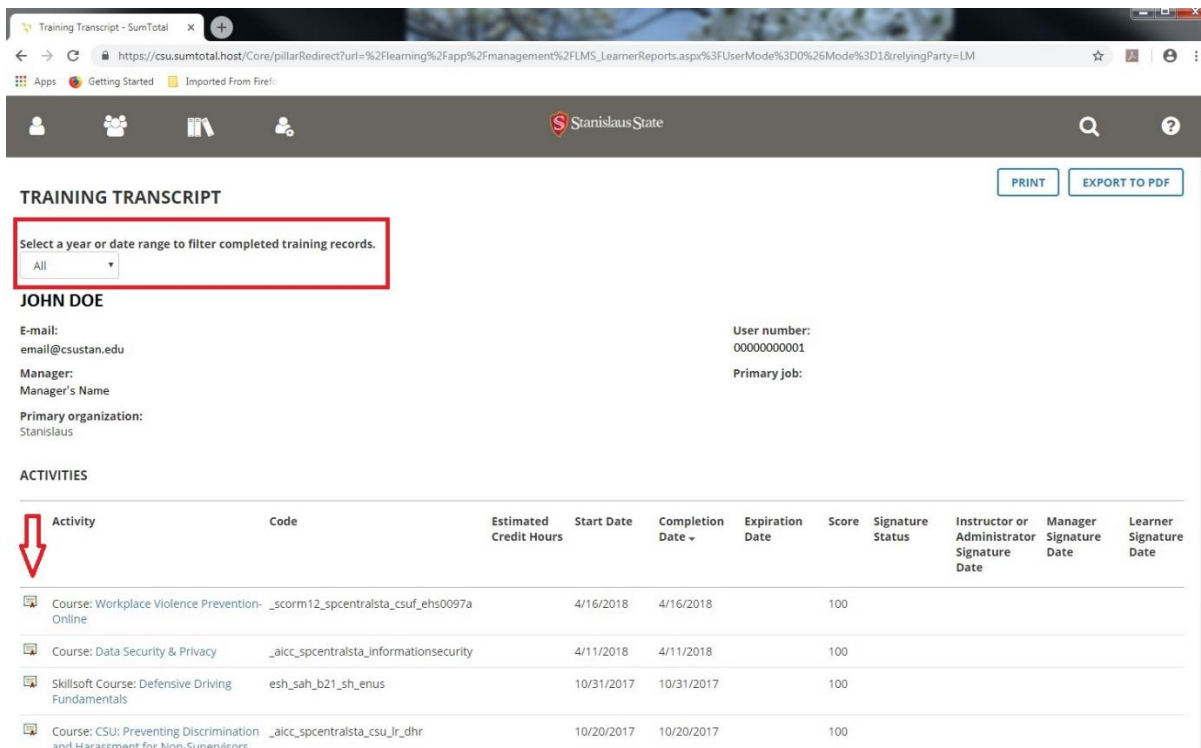 Training Transcript - SumTotal
https://csu.sumtotal.host/Core/pillarRedirect?url=%2Flearning%2Fapp%2Fmanagement%2FLMS_LearnerReports.aspx%3FUserMode%3D0%26Mode%3D1&relyingParty=LM
Apps Getting Started Imported From Firefo
Stanislaus State
PRINT EXPORT TO PDF
TRAINING TRANSCRIPT
Select a year or date range to filter completed training records.
All
JOHN DOE
E-mail: User number:
email@csustan.edu 00000000001
Manager: Primary job:
Manager's Name
Primary organization:
Stanislaus
ACTIVITIES
Activity Code Estimated Start Date Completion Expiration Score Signature Instructor or Manager Learner
Credit Hours Date Date Status Administrator Signature Signature
Signature Date Date
Date
Course: Workplace Violence Prevention- _scorm12_spcentralsta_csuf_ehs0097a 4/16/2018 4/16/2018 100
Online
Course: Data Security & Privacy _aicc_spcentralsta_informationsecurity 4/11/2018 4/11/2018 100
Skillsoft Course: Defensive Driving esh_sah_b21_sh_enus 10/31/2017 10/31/2017 100
Fundamentals
Course: CSU: Preventing Discrimination _aicc_spcentralsta_csu_lr_dhr 10/20/2017 10/20/2017 100
and Harassment for Non-Supervisors